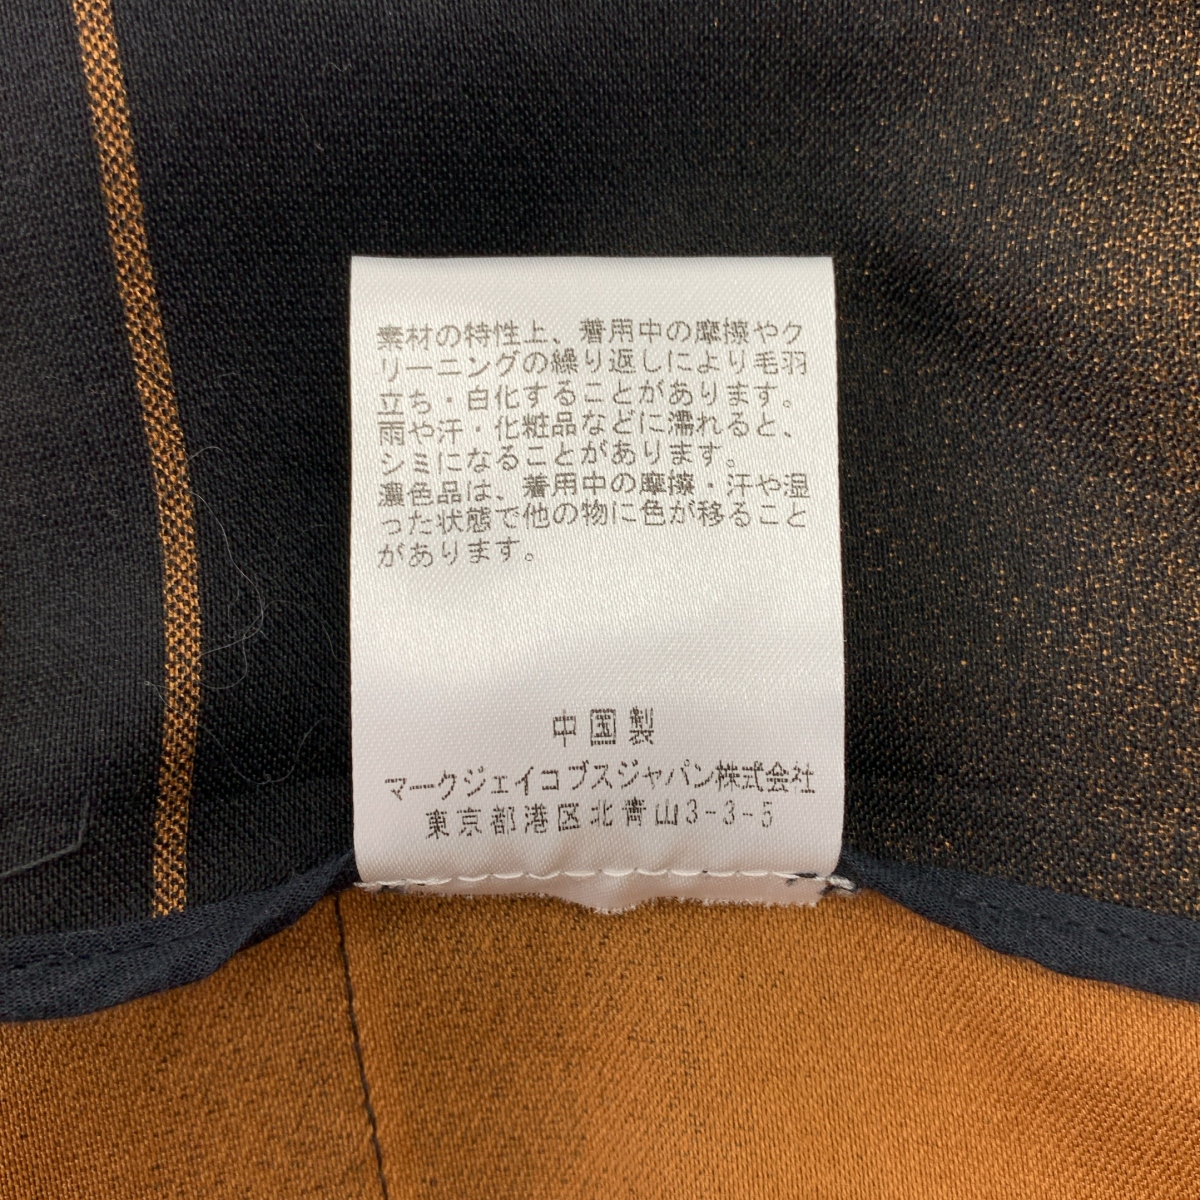 素材の特性上、着用中の摩擦やク
リーニングの繰り返しにより毛羽
立ち・白化することがあります。
雨や汗・化粧品などに濡れると、
シミになることがあります。
濃色品は、着用中の摩擦・汗や湿
った状態で他の物に色が移ること
があります。
中国製
マークジェイコブスジャパン株式会社
東京都港区北青山3-3-5